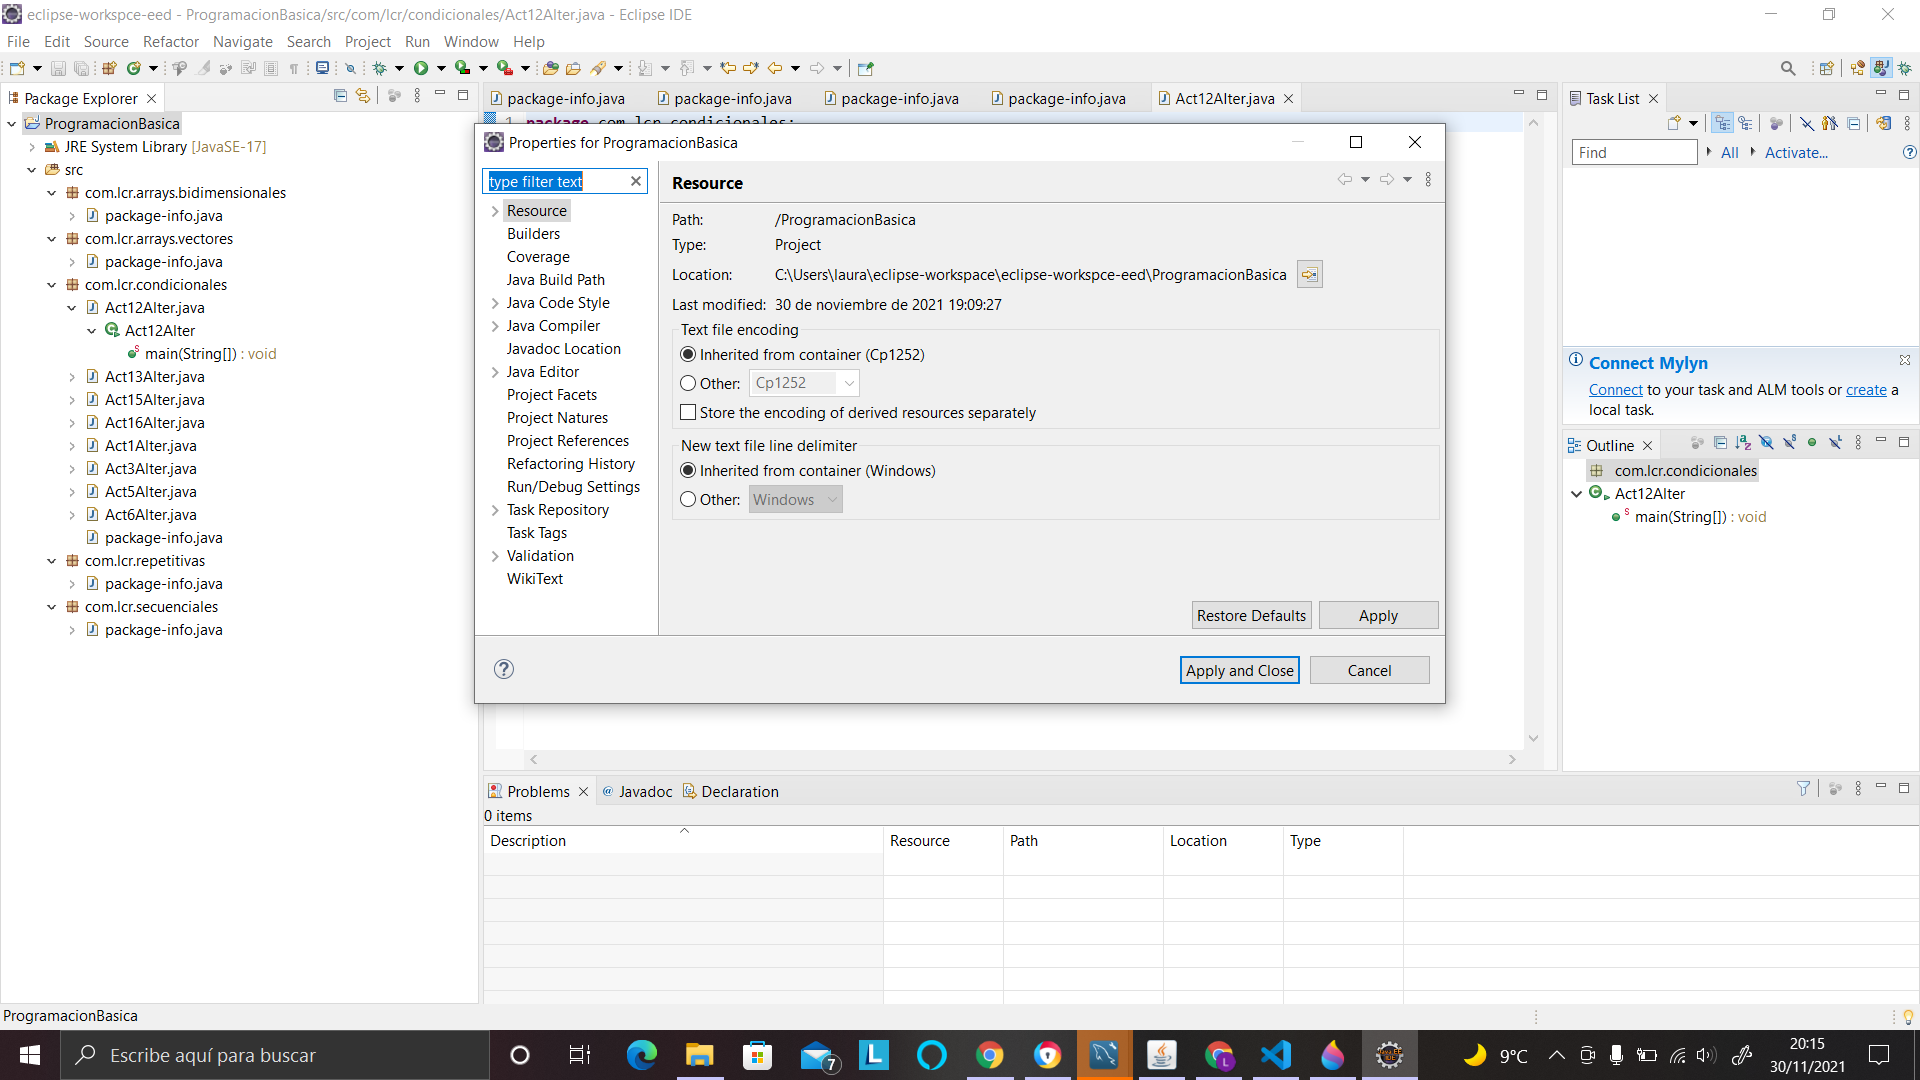 eclipse-workspce-eed - ProgramacionBasica/src/com/lcr/condicionales/Act12Alter.java - Eclipse IDE
File Edit Source Refactor Navigate Search Project Run Window Help
Package Explorer
ProgramacionBasica
JRE System Library [JavaSE-17]
src
com.lcr.arrays.bidimensionales
package-info.java
com.lcr.arrays.vectores
package-info.java
com.lcr.condicionales
Act12Alter.java
Act12Alter
main(String[]) : void
Act13Alter.java
Act15Alter.java
Act16Alter.java
Act1Alter.java
Act3Alter.java
Act5Alter.java
Act6Alter.java
package-info.java
com.lcr.repetitivas
package-info.java
com.lcr.secuenciales
package-info.java
package-info.java package-info.java package-info.java package-info.java Act12Alter.java
1 package com.lcr.condicionales;
Properties for ProgramacionBasica
type filter text
Resource
Builders
Coverage
Java Build Path
Java Code Style
Java Compiler
Javadoc Location
Java Editor
Project Facets
Project Natures
Project References
Refactoring History
Run/Debug Settings
Task Repository
Task Tags
Validation
WikiText
Resource
Path: /ProgramacionBasica
Type: Project
Location: C:\Users\laura\eclipse-workspace\eclipse-workspce-eed\ProgramacionBasica
Last modified: 30 de noviembre de 2021 19:09:27
Text file encoding
Inherited from container (Cp1252)
Other: Cp1252
Store the encoding of derived resources separately
New text file line delimiter
Inherited from container (Windows)
Other: Windows
Restore Defaults Apply
Apply and Close Cancel
Task List
Find All Activate...
Connect Mylyn
Connect to your task and ALM tools or create a
local task.
Outline
com.lcr.condicionales
Act12Alter
main(String[]) : void
Problems Javadoc Declaration
0 items
Description Resource Path Location Type
ProgramacionBasica
Escribe aquí para buscar
7
9°C
20:15
30/11/2021